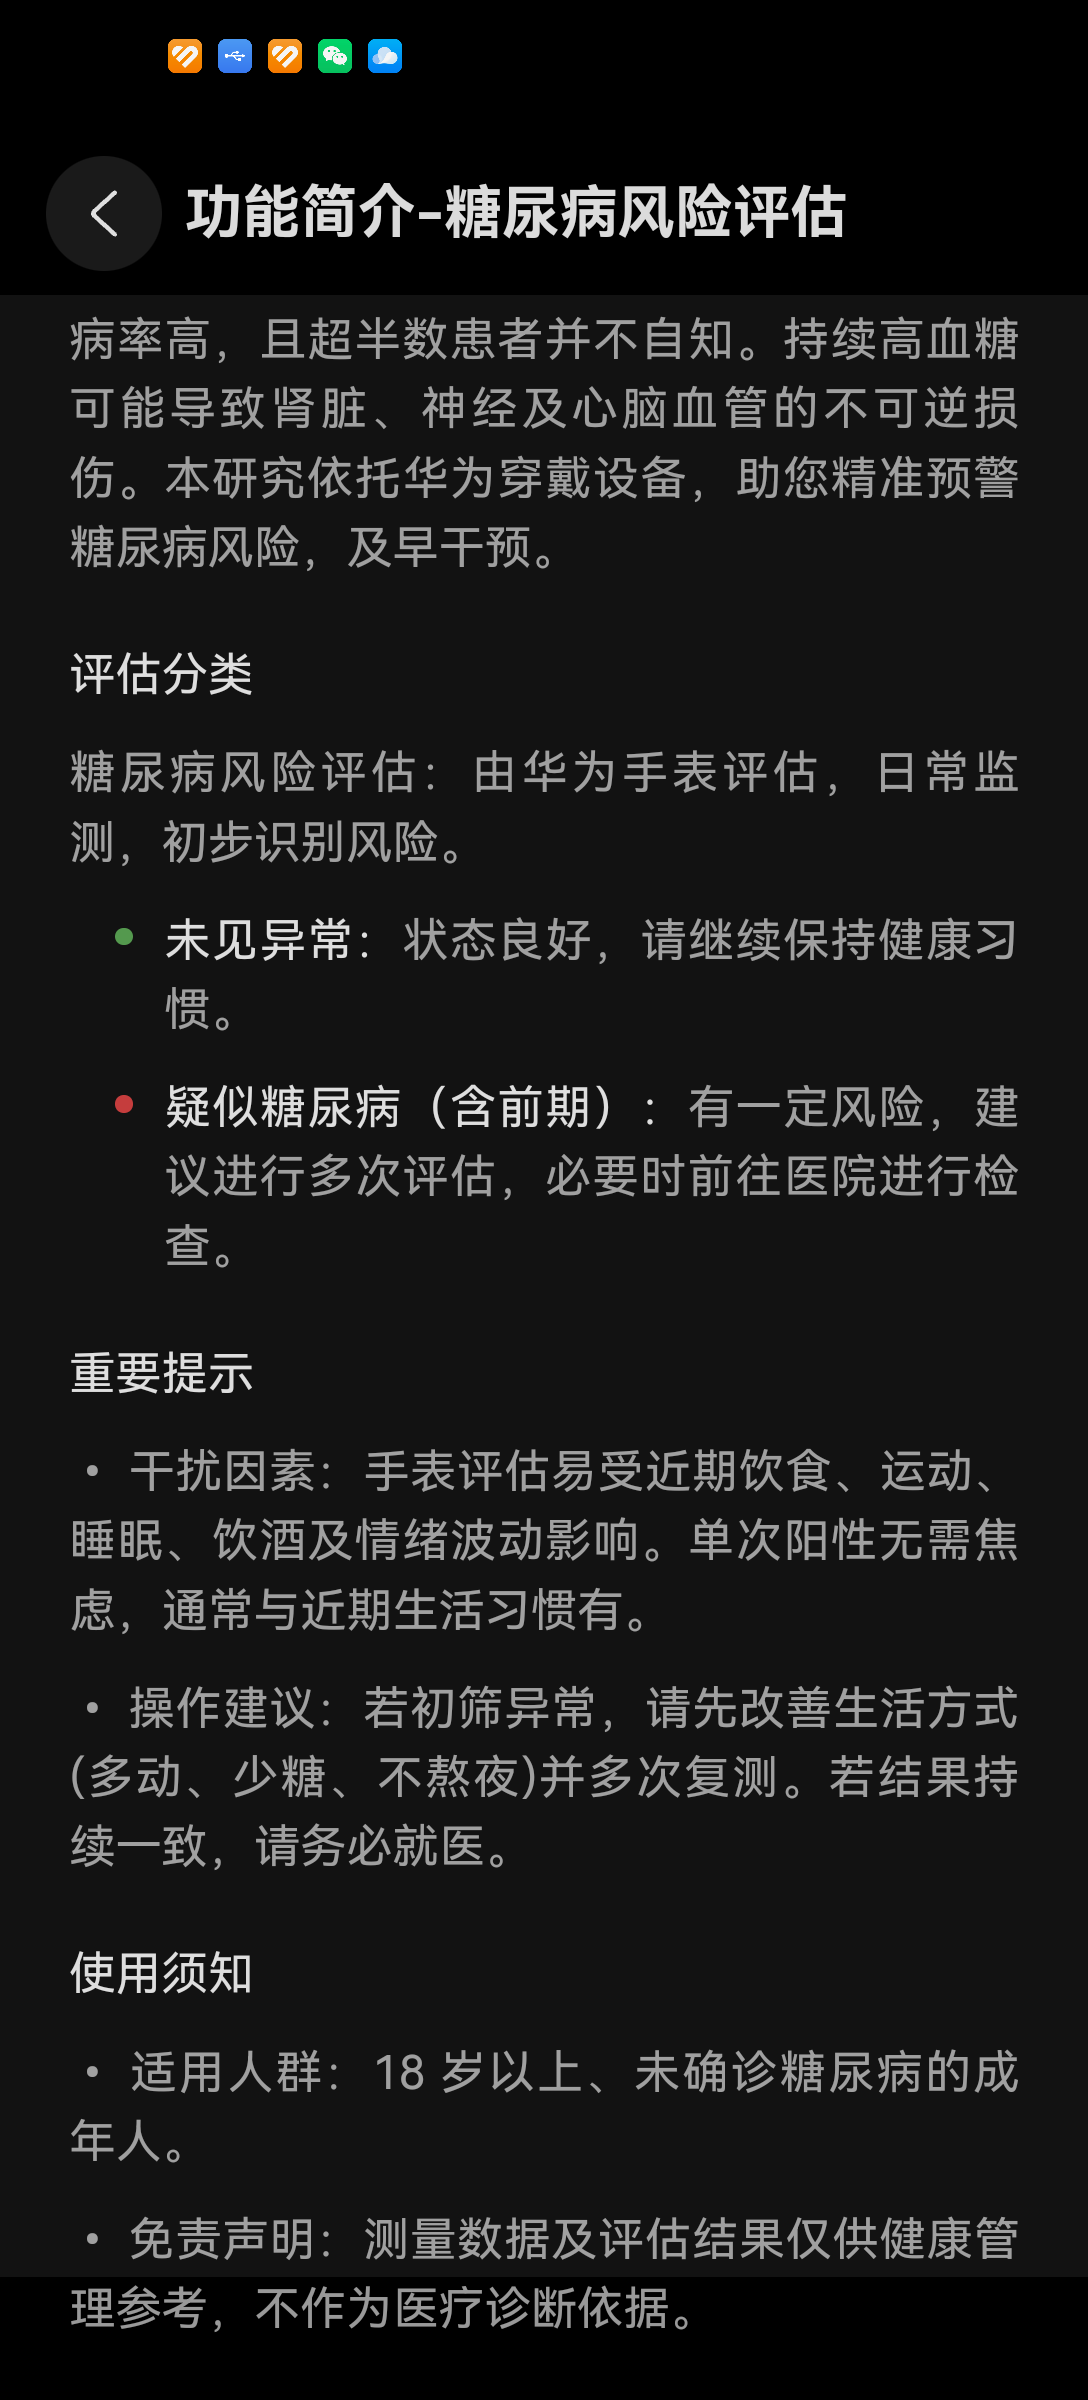 功能简介-糖尿病风险评估
病率高，且超半数患者并不自知。持续高血糖
可能导致肾脏、神经及心脑血管的不可逆损
伤。本研究依托华为穿戴设备，助您精准预警
糖尿病风险，及早干预。
评估分类
糖尿病风险评估：由华为手表评估，日常监
测，初步识别风险。
未见异常：状态良好，请继续保持健康习
惯。
疑似糖尿病（含前期）：有一定风险，建
议进行多次评估，必要时前往医院进行检
查。
重要提示
• 干扰因素：手表评估易受近期饮食、运动、
睡眠、饮酒及情绪波动影响。单次阳性无需焦
虑，通常与近期生活习惯有。
• 操作建议：若初筛异常，请先改善生活方式
(多动、少糖、不熬夜)并多次复测。若结果持
续一致，请务必就医。
使用须知
• 适用人群：18 岁以上、未确诊糖尿病的成
年人。
• 免责声明：测量数据及评估结果仅供健康管
理参考，不作为医疗诊断依据。